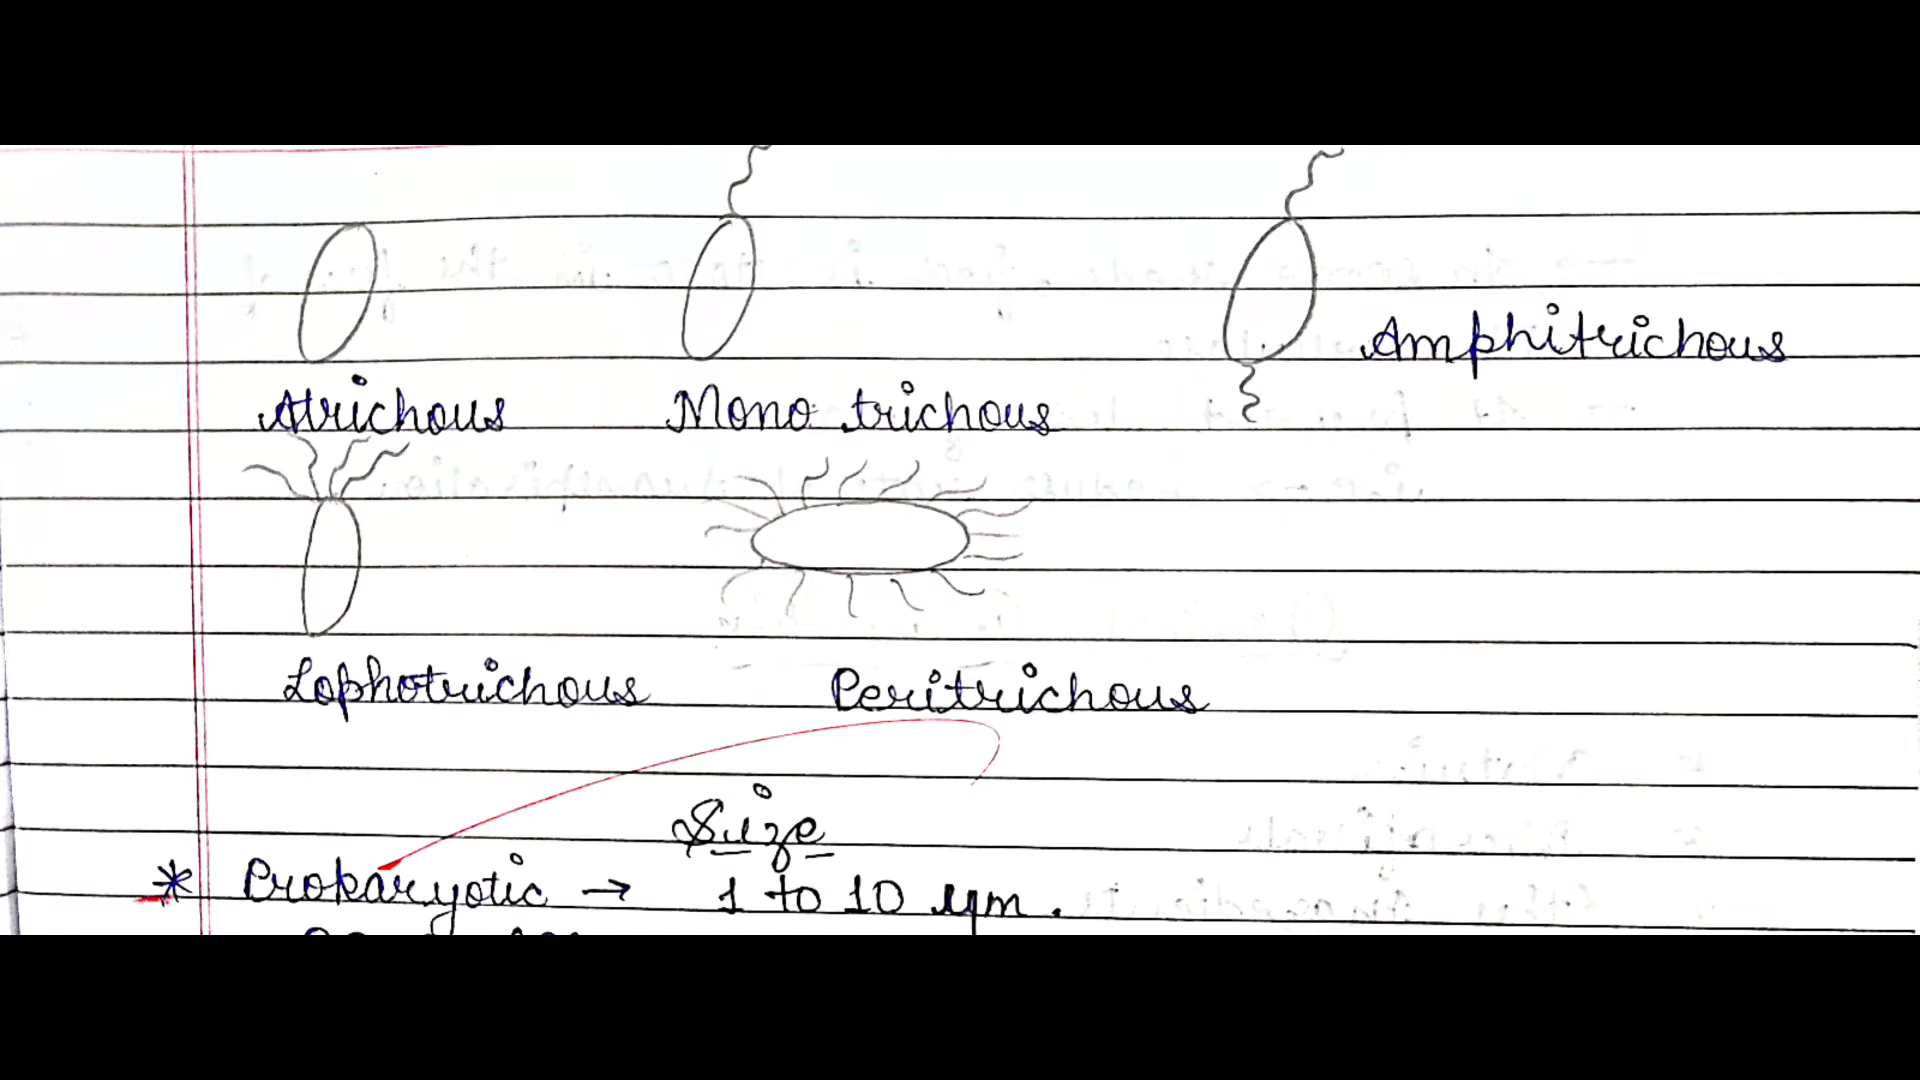 Amphitrichous
Atrichous Mono trichous
Lophotrichous Peritrichous
Size
* Prokaryotic → 1 to 10 μm.